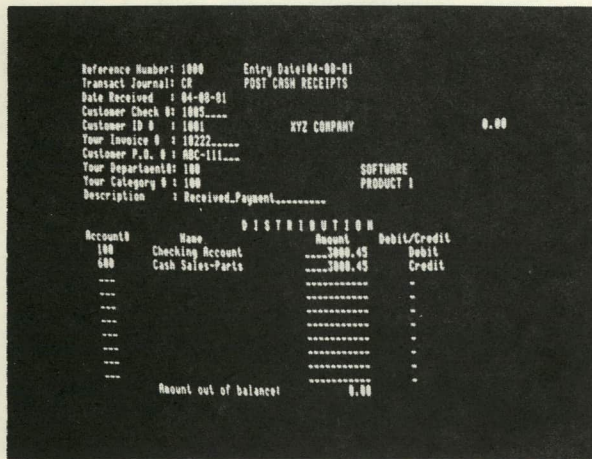 Reference Number: 1000 Entry Date:04-08-81
Transact Journal: CR POST CASH RECEIPTS
Date Received : 04-08-81
Customer Check #: 1005____
Customer ID # : 1001 XYZ COMPANY 0.00
Your Invoice # : 10222_____
Customer P.O. # : ABC-111___
Your Department#: 100 SOFTWARE
Your Category # : 100 PRODUCT 1
Description : Received_Payment_________
DISTRIBUTION
Account# Name Amount Debit/Credit
100 Checking Account ____3000.45 Debit
600 Cash Sales-Parts ____3000.45 Credit
Amount out of balance: 0.00